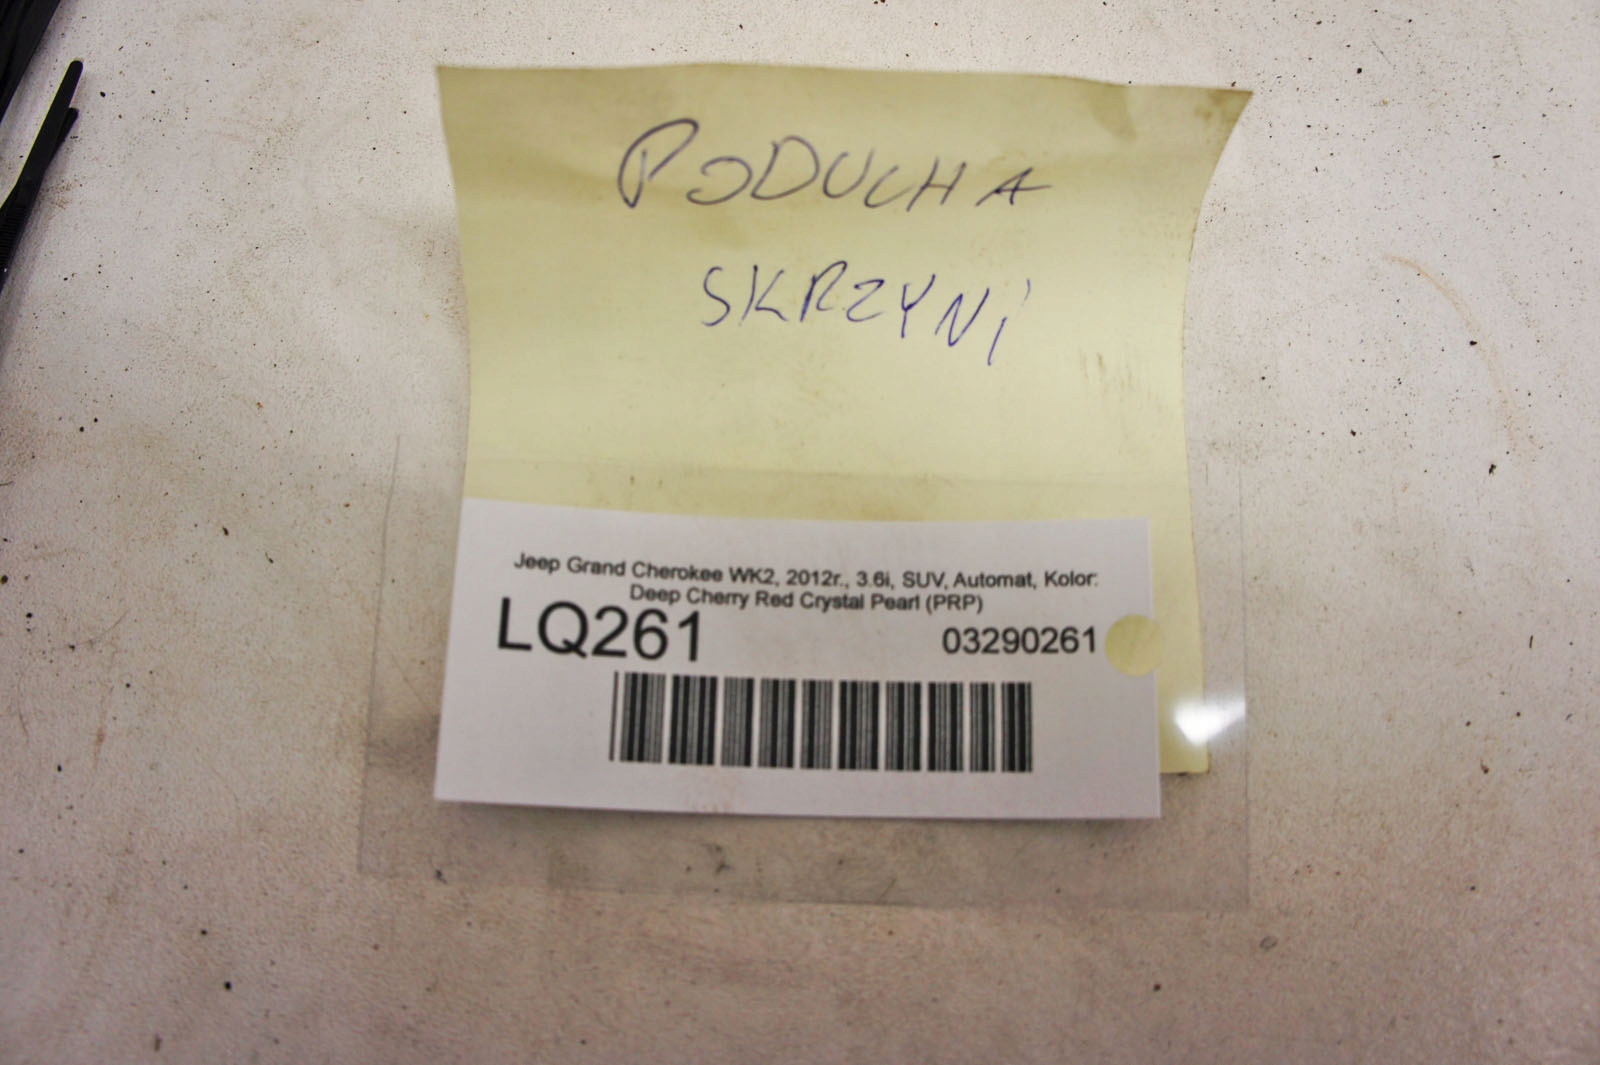 PODUCHA
SKRZYNi
Jeep Grand Cherokee WK2, 2012r., 3.6i, SUV, Automat, Kolor:
Deep Cherry Red Crystal Pearl (PRP)
LQ261
03290261